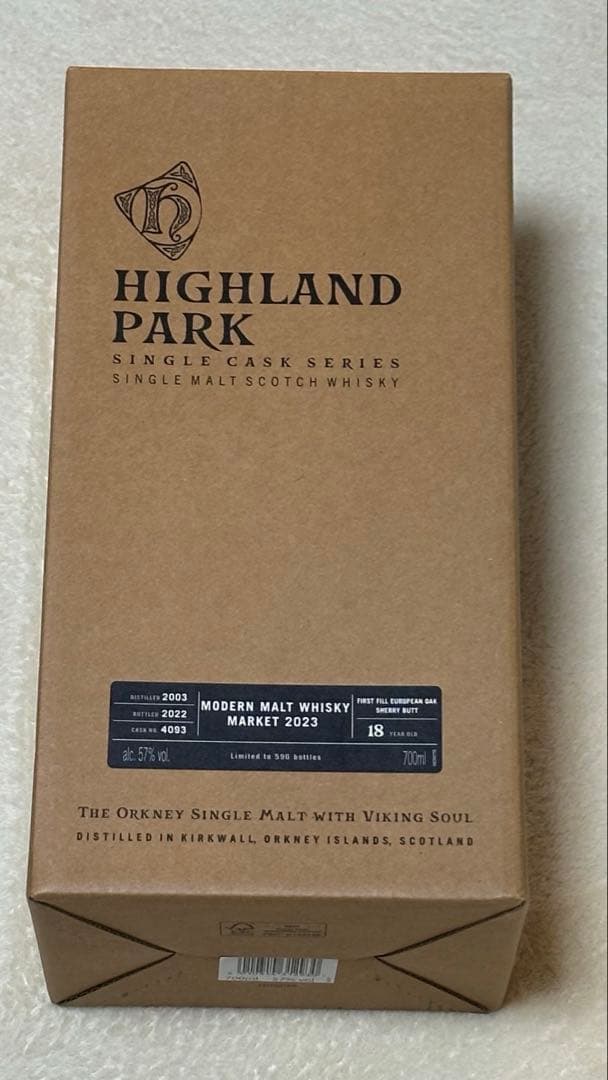 H
HIGHLAND
PARK
SINGLE CASK SERIES
SINGLE MALT SCOTCH WHISKY
DISTILLED 2003
BOTTLED 2022
CASK NO. 4093
MODERN MALT WHISKY
MARKET 2023
FIRST FILL EUROPEAN OAK
SHERRY BUTT
18 YEAR OLD
alc. 57% vol.
Limited to 596 bottles
700ml
THE ORKNEY SINGLE MALT WITH VIKING SOUL
DISTILLED IN KIRKWALL, ORKNEY ISLANDS, SCOTLAND